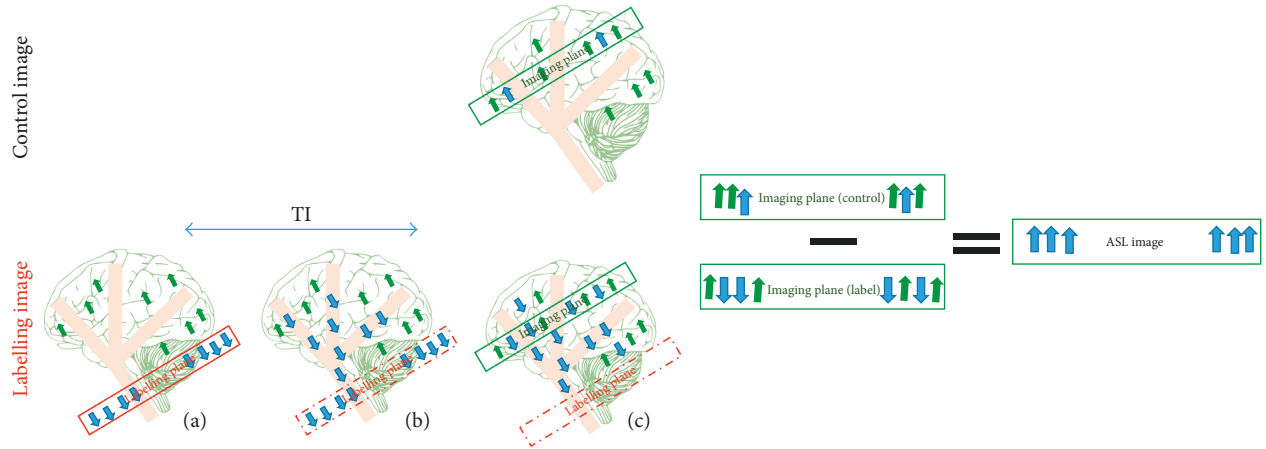 Control image
Imaging plane
TI
Labelling image
Labelling plane
(a)
Labelling plane
(b)
Imaging plane
Labelling plane
(c)
Imaging plane (control)
Imaging plane (label)
ASL image